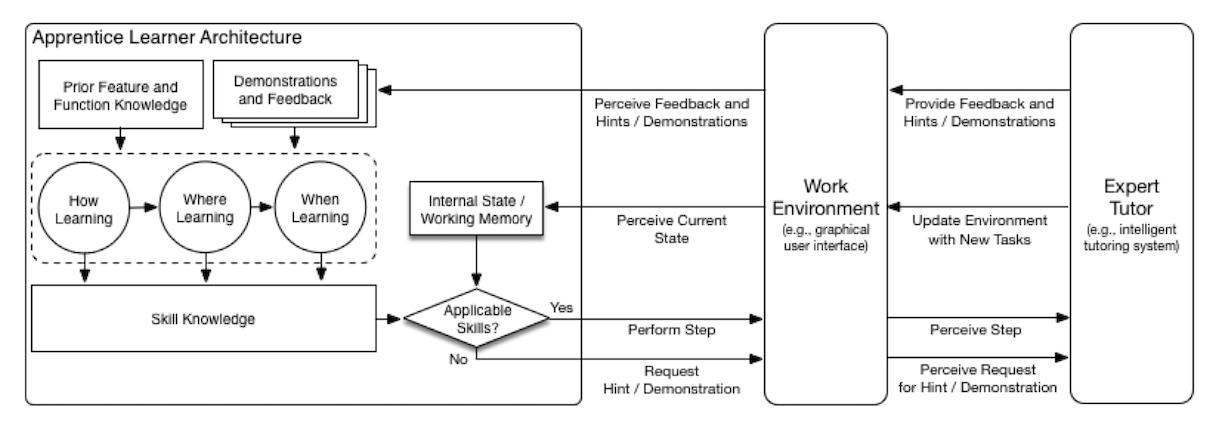 Apprentice Learner Architecture
Prior Feature and
Function Knowledge
Demonstrations
and Feedback
How
Learning
Where
Learning
When
Learning
Skill Knowledge
Internal State /
Working Memory
Applicable
Skills?
Yes
No
Perceive Feedback and
Hints / Demonstrations
Perceive Current
State
Perform Step
Request
Hint / Demonstration
Work
Environment
(e.g., graphical
user interface)
Provide Feedback and
Hints / Demonstrations
Update Environment
with New Tasks
Perceive Step
Perceive Request
for Hint / Demonstration
Expert
Tutor
(e.g., intelligent
tutoring system)